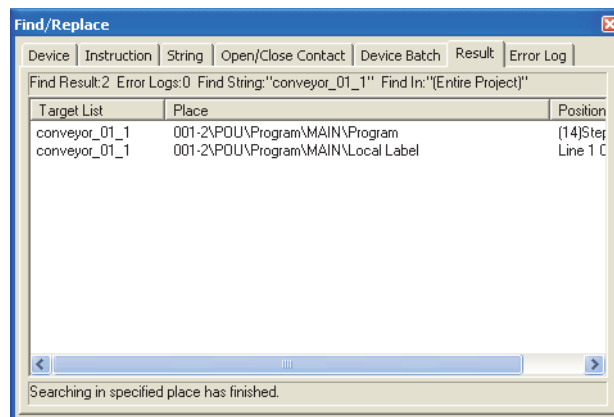 Find/Replace
Device Instruction String Open/Close Contact Device Batch Result Error Log
Find Result:2 Error Logs:0 Find String:"conveyor_01_1" Find In:"(Entire Project)"
Target List Place Position
conveyor_01_1 001-2\POU\Program\MAIN\Program (14)Step
conveyor_01_1 001-2\POU\Program\MAIN\Local Label Line 1 C
Searching in specified place has finished.